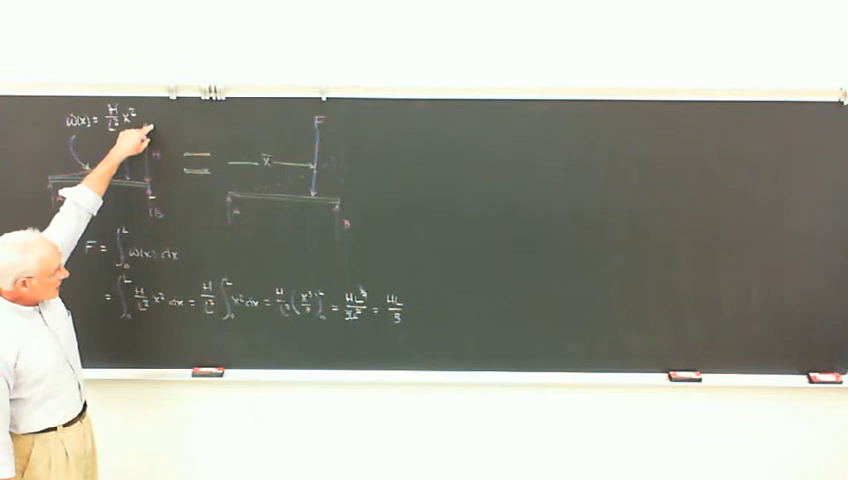 w(x) = H/L² x²
F
H
= x̄
A
B
A
B
F = ∫₀ᴸ w(x) dx
= ∫₀ᴸ H/L² x² dx = H/L² ∫₀ᴸ x² dx = H/L² (x³/3]₀ᴸ = HL³/3L² = HL/3